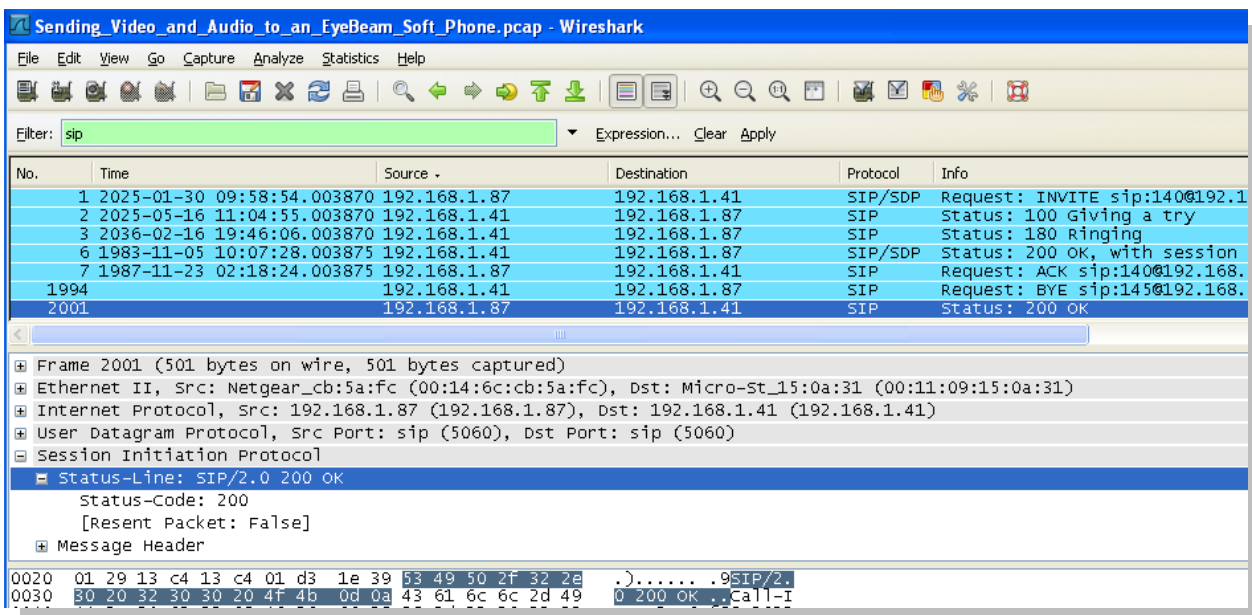 Sending_Video_and_Audio_to_an_EyeBeam_Soft_Phone.pcap - Wireshark
File Edit View Go Capture Analyze Statistics Help
Filter: sip Expression... Clear Apply
No. Time Source Destination Protocol Info
1 2025-01-30 09:58:54.003870 192.168.1.87 192.168.1.41 SIP/SDP Request: INVITE sip:140@192.1
2 2025-05-16 11:04:55.003870 192.168.1.41 192.168.1.87 SIP Status: 100 Giving a try
3 2036-02-16 19:46:06.003870 192.168.1.41 192.168.1.87 SIP Status: 180 Ringing
6 1983-11-05 10:07:28.003875 192.168.1.41 192.168.1.87 SIP/SDP Status: 200 OK, with session
7 1987-11-23 02:18:24.003875 192.168.1.87 192.168.1.41 SIP Request: ACK sip:140@192.168.
1994 192.168.1.41 192.168.1.87 SIP Request: BYE sip:145@192.168.
2001 192.168.1.87 192.168.1.41 SIP Status: 200 OK
Frame 2001 (501 bytes on wire, 501 bytes captured)
Ethernet II, Src: Netgear_cb:5a:fc (00:14:6c:cb:5a:fc), Dst: Micro-St_15:0a:31 (00:11:09:15:0a:31)
Internet Protocol, Src: 192.168.1.87 (192.168.1.87), Dst: 192.168.1.41 (192.168.1.41)
User Datagram Protocol, Src Port: sip (5060), Dst Port: sip (5060)
Session Initiation Protocol
Status-Line: SIP/2.0 200 OK
Status-Code: 200
[Resent Packet: False]
Message Header
0020 01 29 13 c4 13 c4 01 d3 1e 39 53 49 50 2f 32 2e .)...... .9SIP/2.
0030 30 20 32 30 30 20 4f 4b 0d 0a 43 61 6c 6c 2d 49 0 200 OK ..Call-I